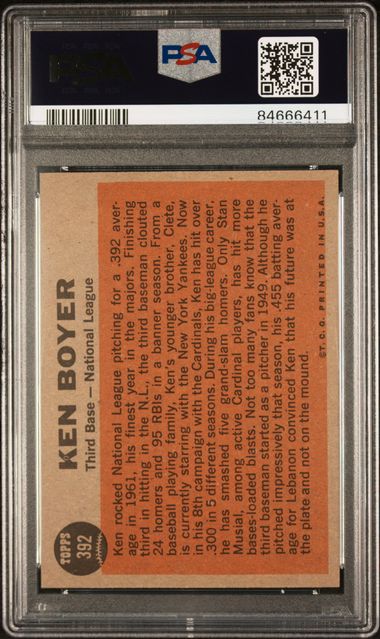 PSA
PSA
84666411
TOPPS
392
KEN BOYER
Third Base — National League
Ken rocked National League pitching for a .392 aver-
age in 1961, his finest year in the majors. Finishing
third in hitting in the N.L., the third baseman clouted
24 homers and 95 RBIs in a banner season. From a
baseball playing family, Ken's younger brother, Clete,
is currently starring with the New York Yankees. Now
in his 8th campaign with the Cardinals, Ken has hit over
.300 in 5 different seasons. During his big-league career,
he has smashed five grand-slam homers. Only Stan
Musial, among active Cardinal players, has hit more
bases-loaded blasts. Not too many fans know that the
third baseman started as a pitcher in 1949. Although he
pitched impressively that season, his .455 batting aver-
age for Lebanon convinced Ken that his future was at
the plate and not on the mound.
©T.C.G. PRINTED IN U.S.A.